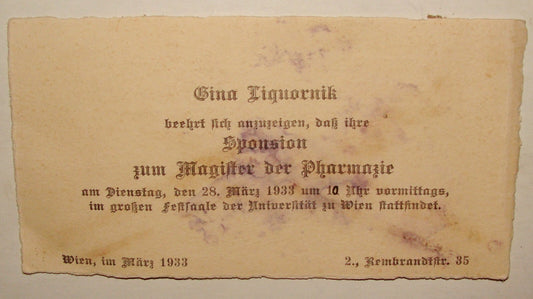 Gina Liquornik
beehrt sich anzuzeigen, daß ihre
Sponsion
zum Magister der Pharmazie
am Dienstag, den 28. März 1933 um 10 Uhr vormittags,
im großen Festsaale der Universität zu Wien stattfindet.
Wien, im März 1933
2., Rembrandtstr. 35